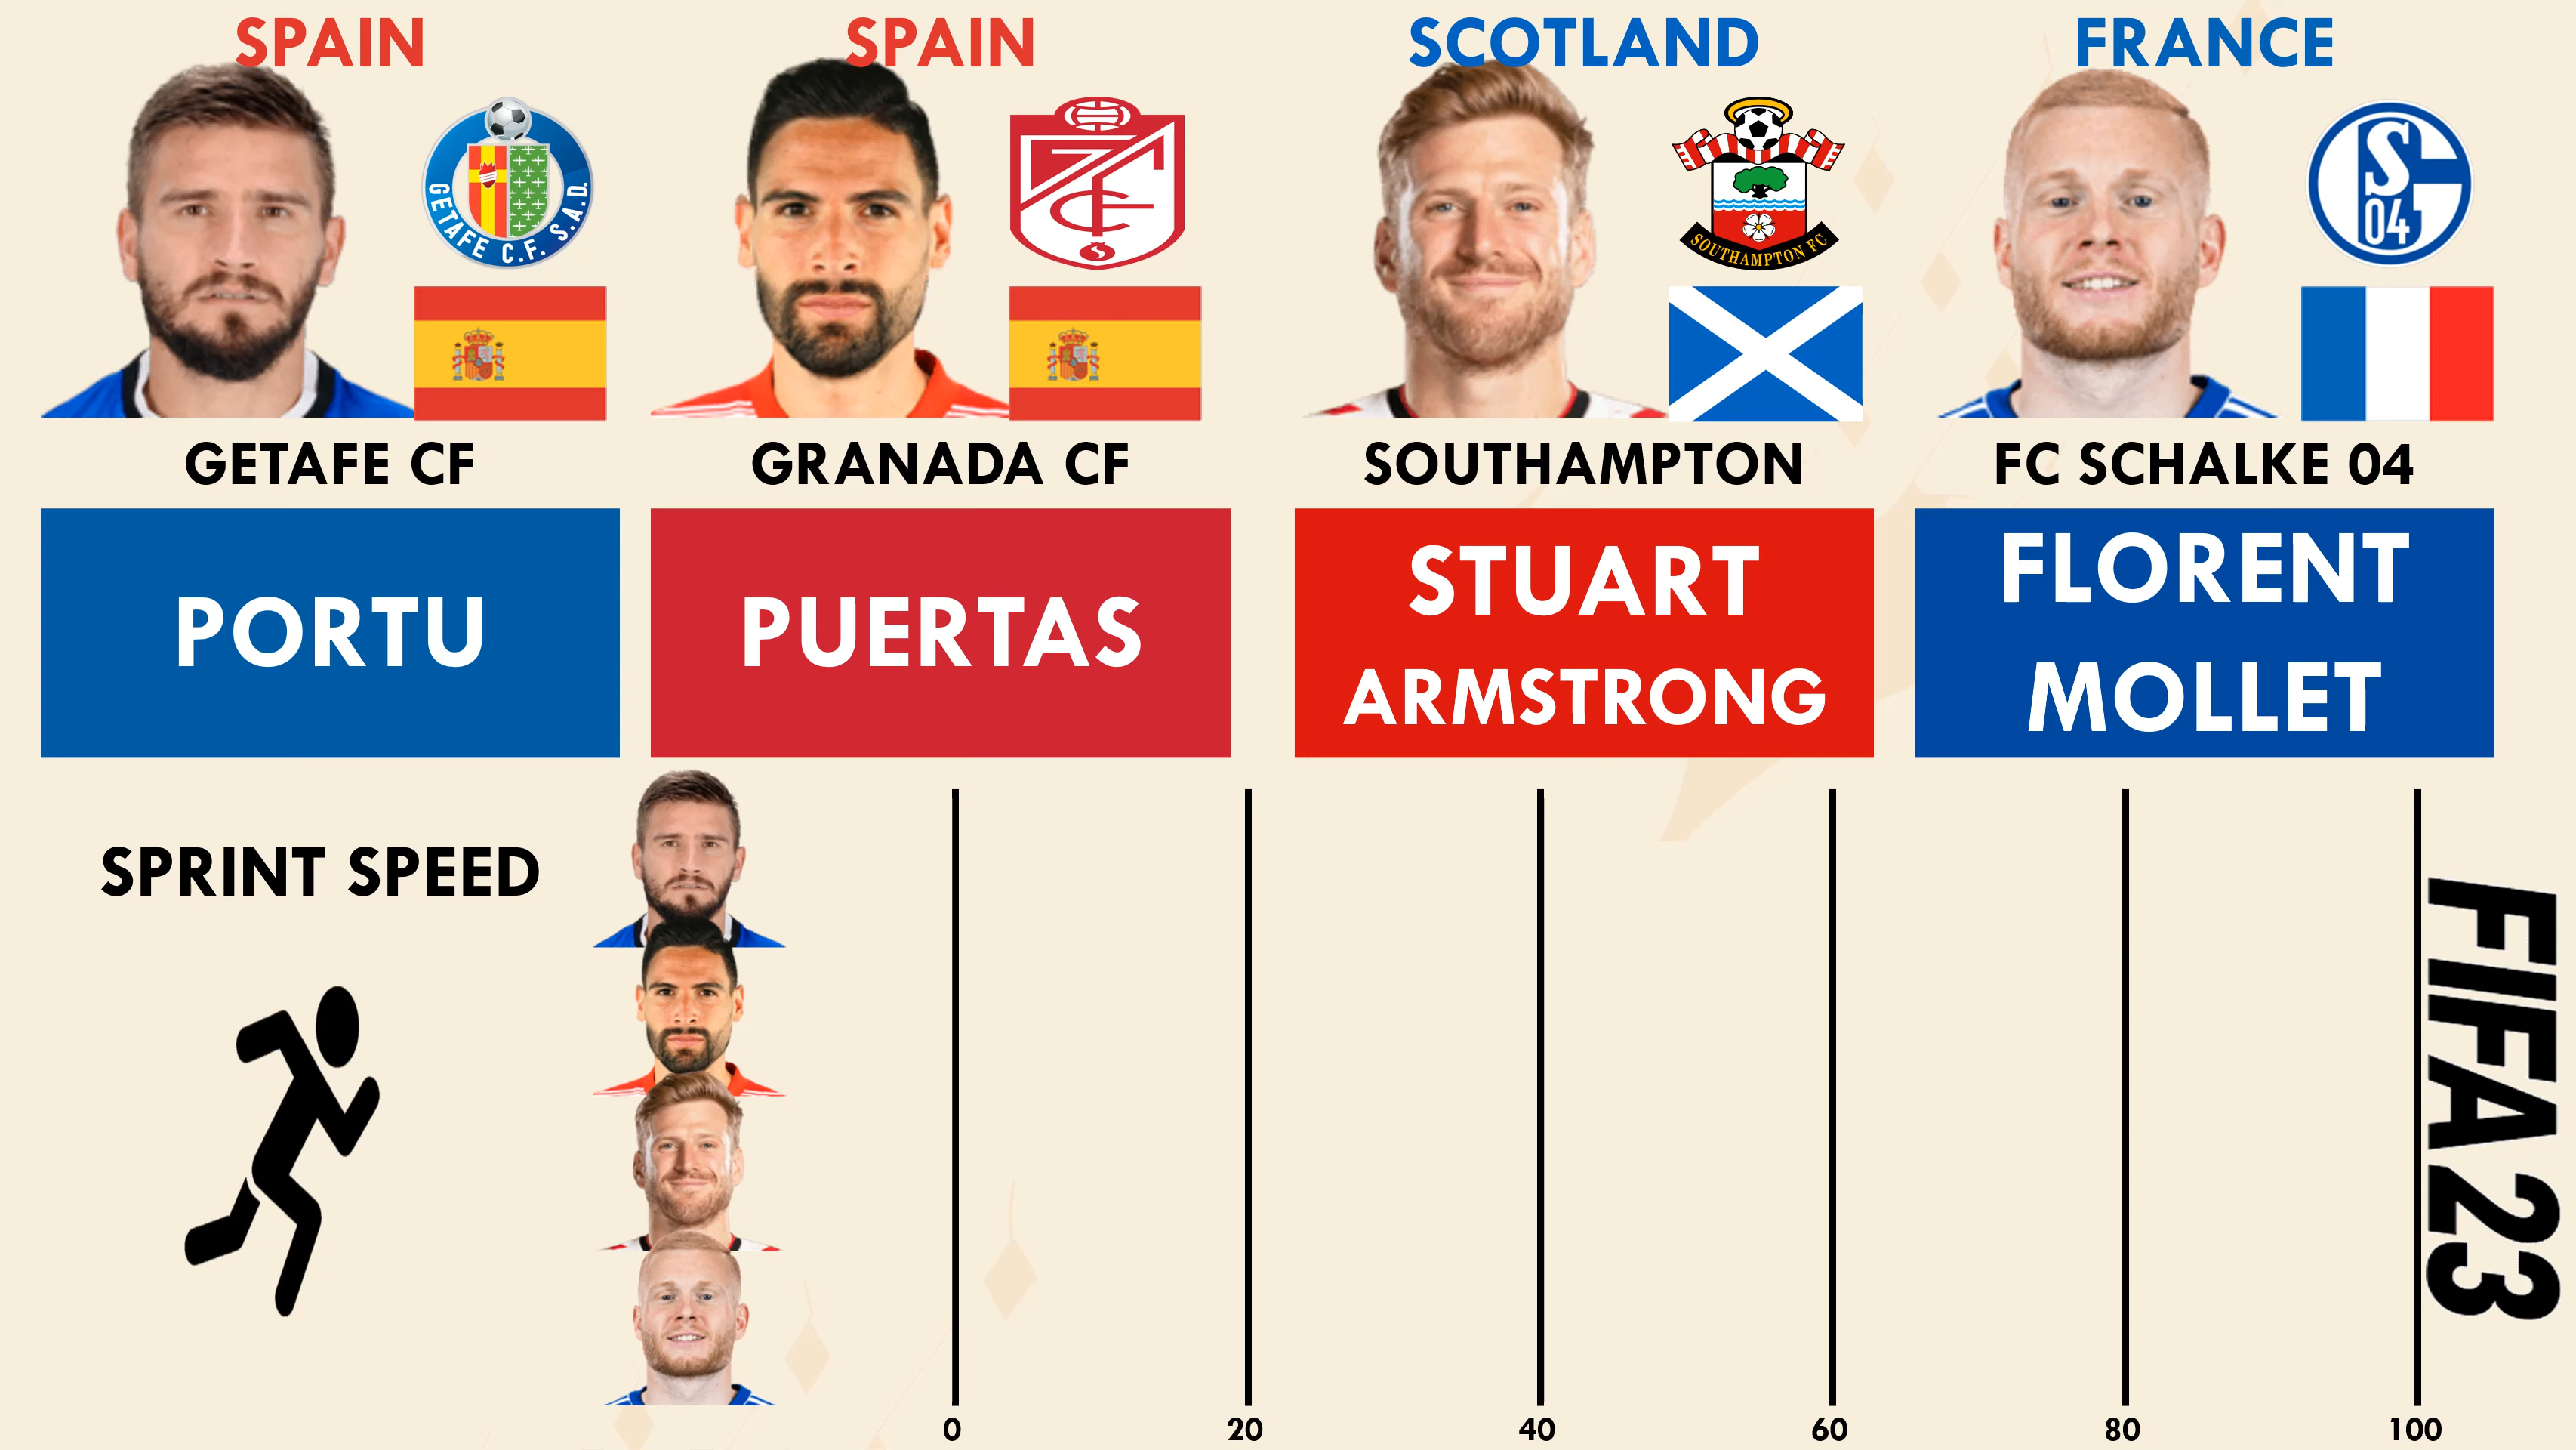 SPAIN
SPAIN
SCOTLAND
FRANCE
GETAFE C.F. S.A.D.
SOUTHAMPTON FC
S
04
GETAFE CF
GRANADA CF
SOUTHAMPTON
FC SCHALKE 04
PORTU
PUERTAS
STUART
ARMSTRONG
FLORENT
MOLLET
SPRINT SPEED
FIFA 23
0
20
40
60
80
100